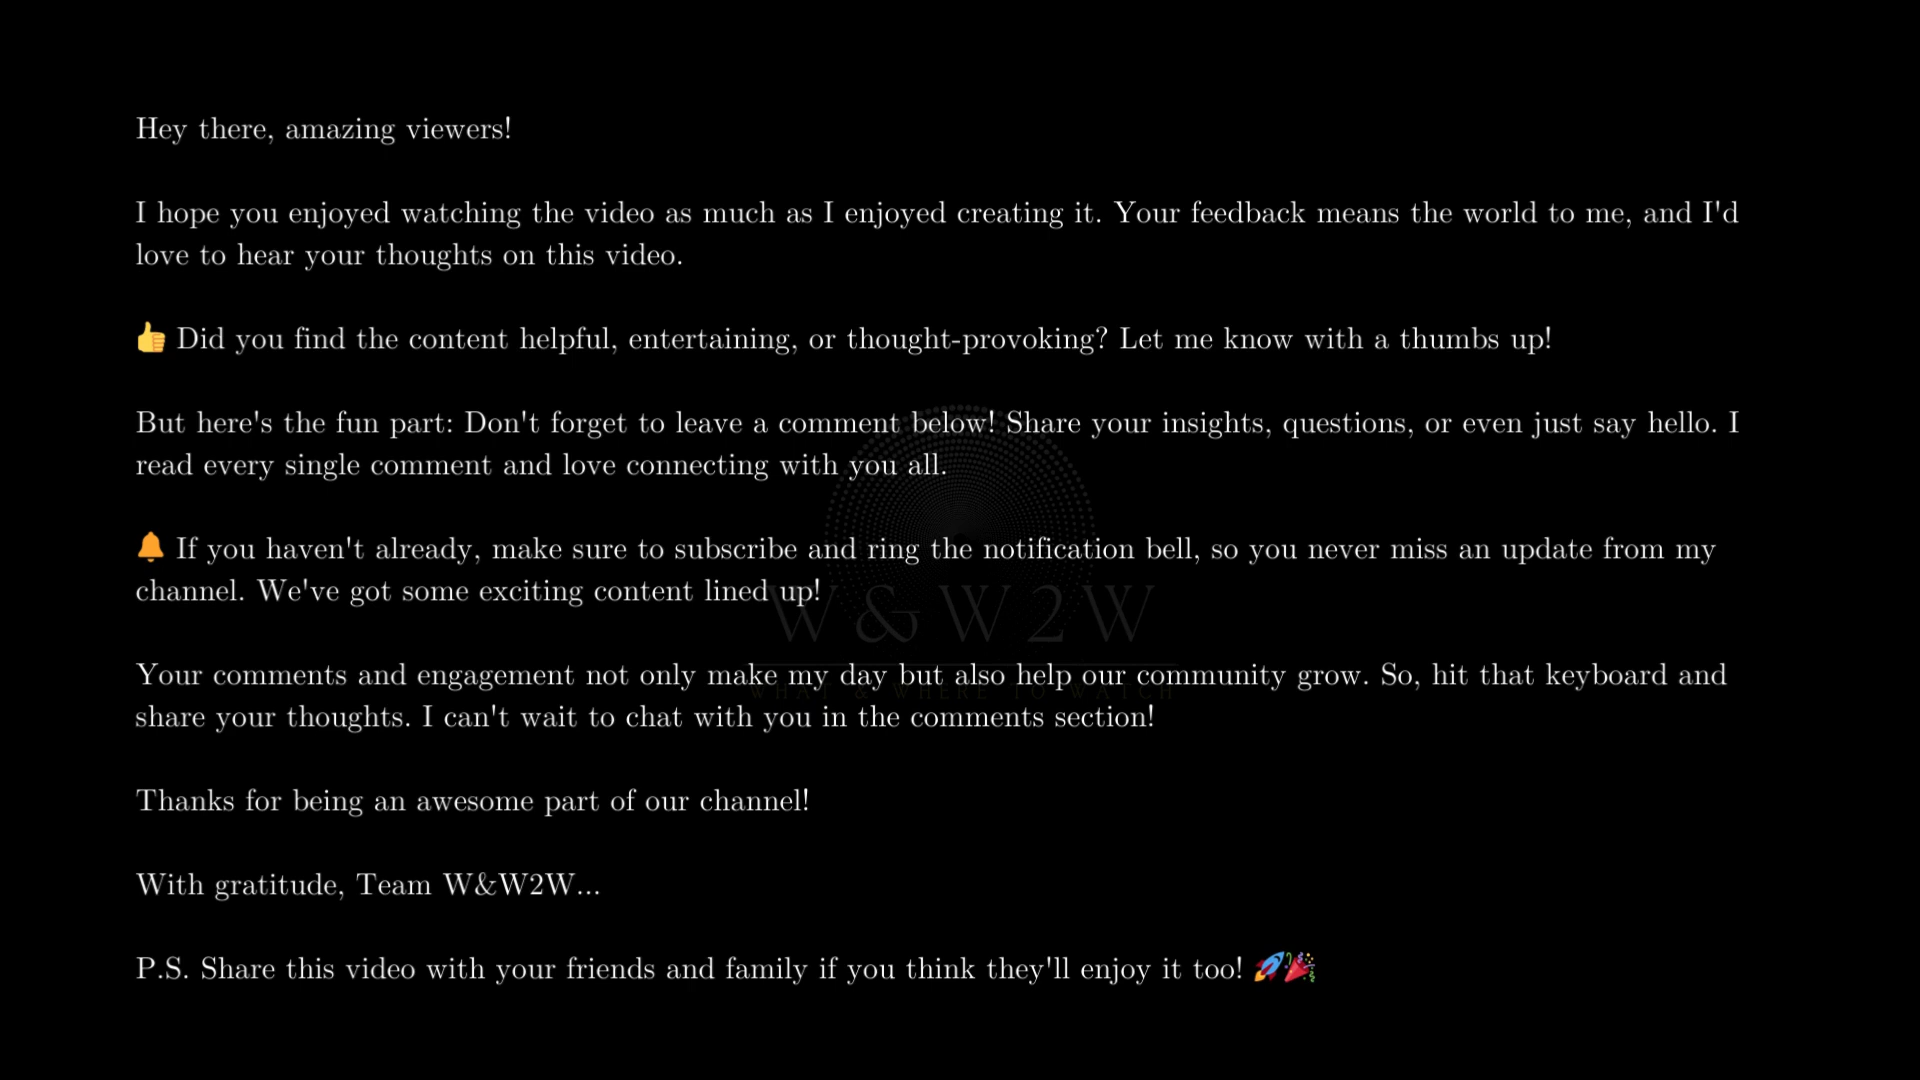 Hey there, amazing viewers!
I hope you enjoyed watching the video as much as I enjoyed creating it. Your feedback means the world to me, and I'd
love to hear your thoughts on this video.
👍 Did you find the content helpful, entertaining, or thought-provoking? Let me know with a thumbs up!
But here's the fun part: Don't forget to leave a comment below! Share your insights, questions, or even just say hello. I
read every single comment and love connecting with you all.
🔔 If you haven't already, make sure to subscribe and ring the notification bell, so you never miss an update from my
channel. We've got some exciting content lined up!
W&W2W
Your comments and engagement not only make my day but also help our community grow. So, hit that keyboard and
WHAT & WHERE TO WATCH
share your thoughts. I can't wait to chat with you in the comments section!
Thanks for being an awesome part of our channel!
With gratitude, Team W&W2W...
P.S. Share this video with your friends and family if you think they'll enjoy it too! 🚀🎉